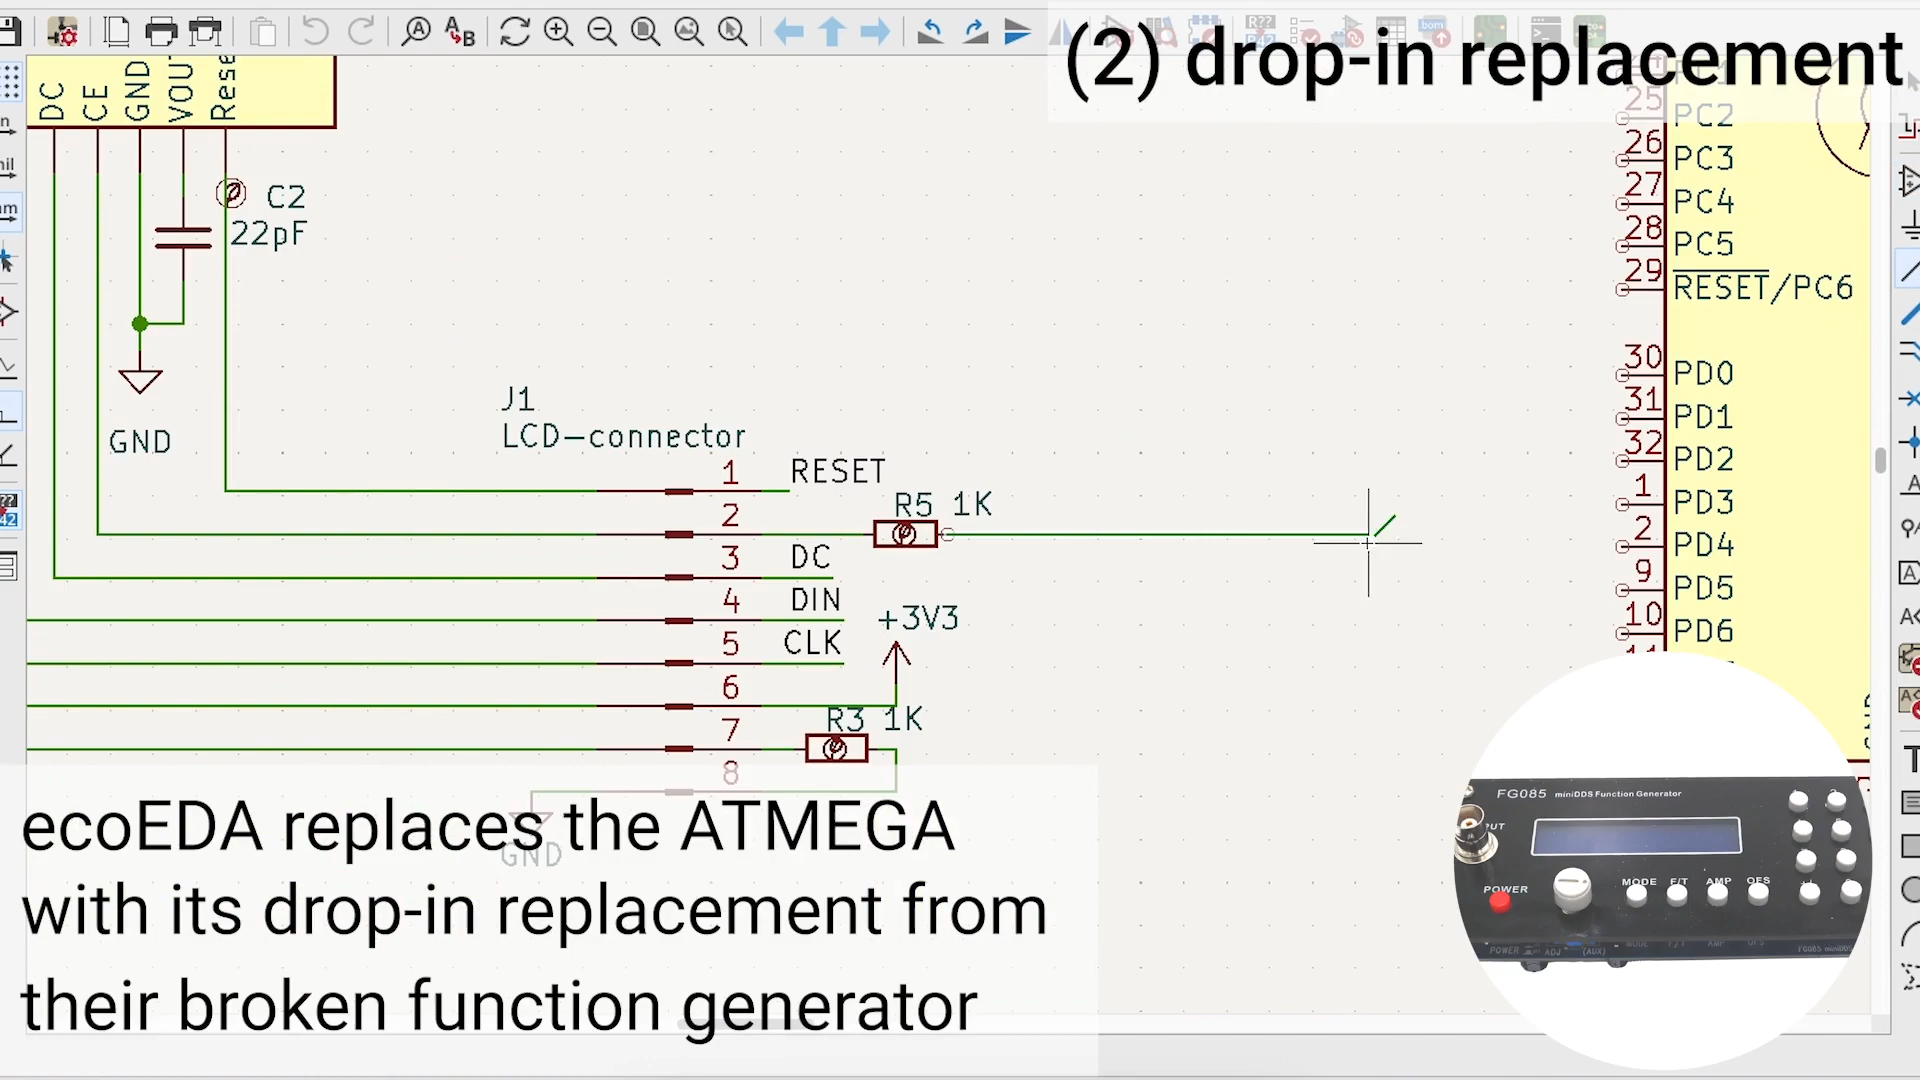 (2) drop-in replacement
DC
CE
GND
Rese
C2
22pF
GND
J1
LCD-connector
1 RESET
R5 1K
2
3 DC
4 DIN
+3V3
5 CLK
6
R3 1K
7
8
GND
25 PC2
26 PC3
27 PC4
28 PC5
29 RESET/PC6
30 PD0
31 PD1
32 PD2
1 PD3
2 PD4
9 PD5
10 PD6
ecoEDA replaces the ATMEGA
with its drop-in replacement from
their broken function generator
FG085 miniDDS Function Generator
POWER
MODE F/T AMP OFS